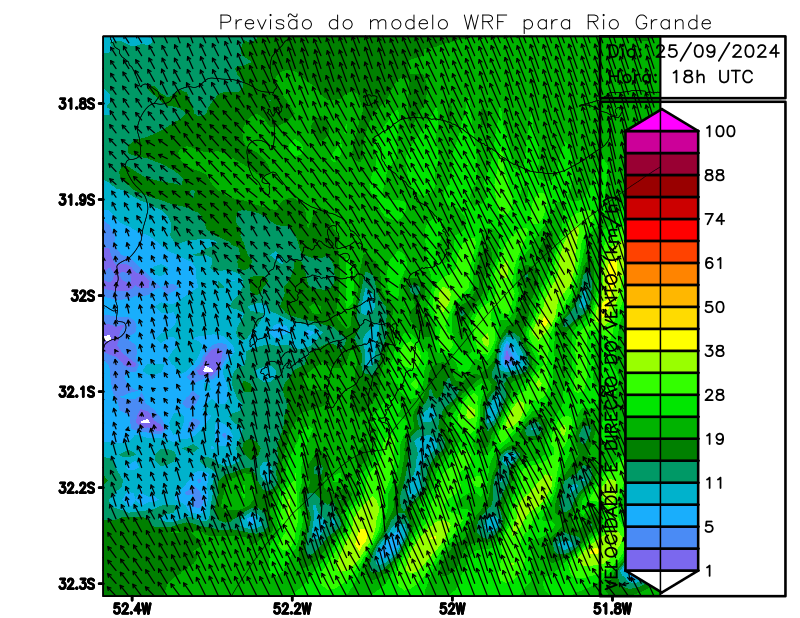 Previsão do modelo WRF para Rio Grande
Dia: 25/09/2024
Hora: 18h UTC
31.8S
31.9S
32S
32.1S
32.2S
32.3S
52.4W
52.2W
52W
51.8W
VELOCIDADE E DIREÇÃO DO VENTO (km/h)
100
88
74
61
50
38
28
19
11
5
1